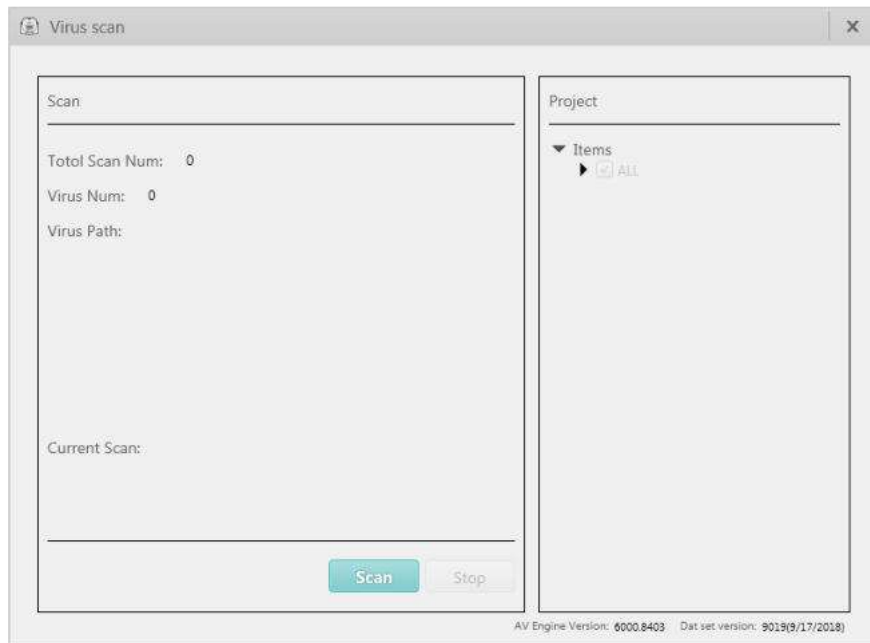 Virus scan
Scan
Totol Scan Num: 0
Virus Num: 0
Virus Path:
Current Scan:
Scan
Stop
Project
Items
ALL
AV Engine Version: 6000.8403 Dat set version: 9019(9/17/2018)